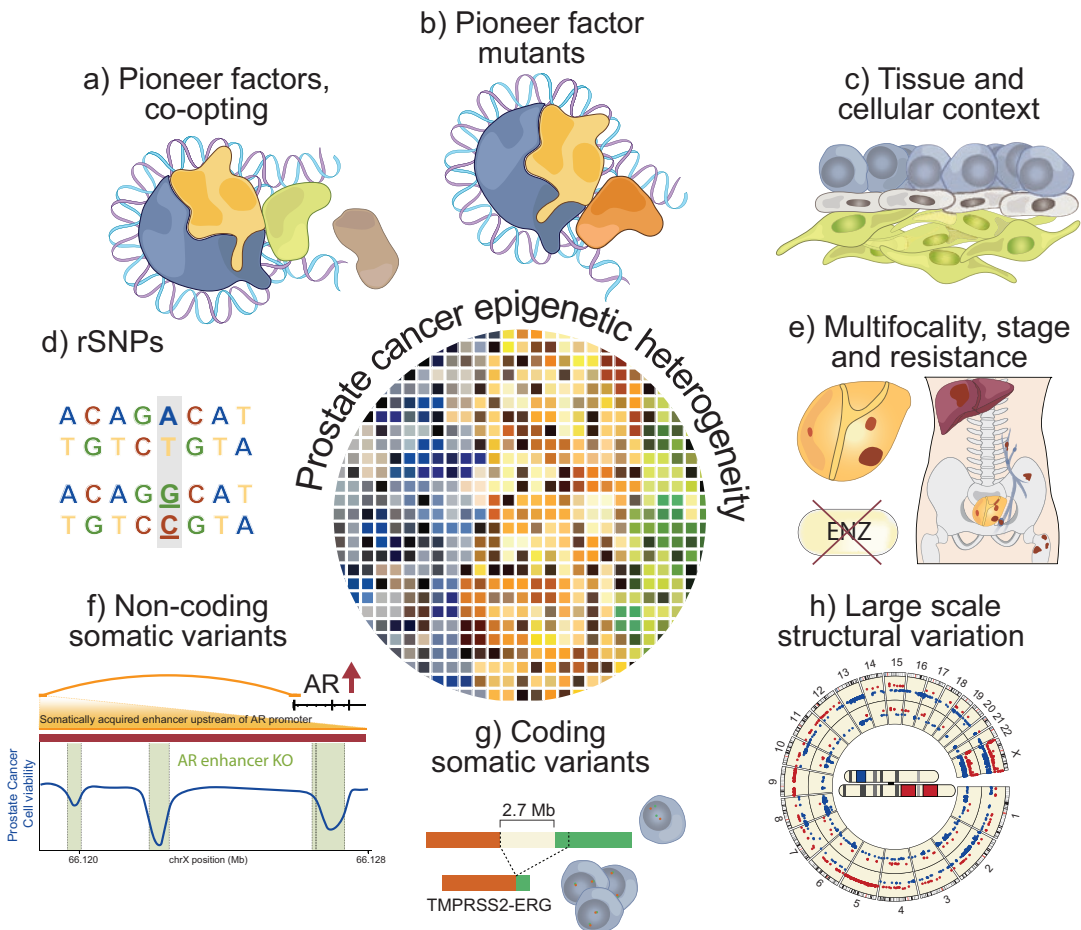 a) Pioneer factors,
co-opting
b) Pioneer factor
mutants
c) Tissue and
cellular context
Prostate cancer epigenetic heterogeneity
d) rSNPs
ACAGACAT
TGTCTGTA
ACAGGCAT
TGTCCGTA
e) Multifocality, stage
and resistance
ENZ
f) Non-coding
somatic variants
AR
Somatically acquired enhancer upstream of AR promoter
AR enhancer KO
Prostate Cancer
Cell viability
66.120
chrX position (Mb)
66.128
g) Coding
somatic variants
2.7 Mb
TMPRSS2-ERG
h) Large scale
structural variation
1
2
3
4
5
6
7
8
9
10
11
12
13
14
15
16
17
18
19
20
21
22
X